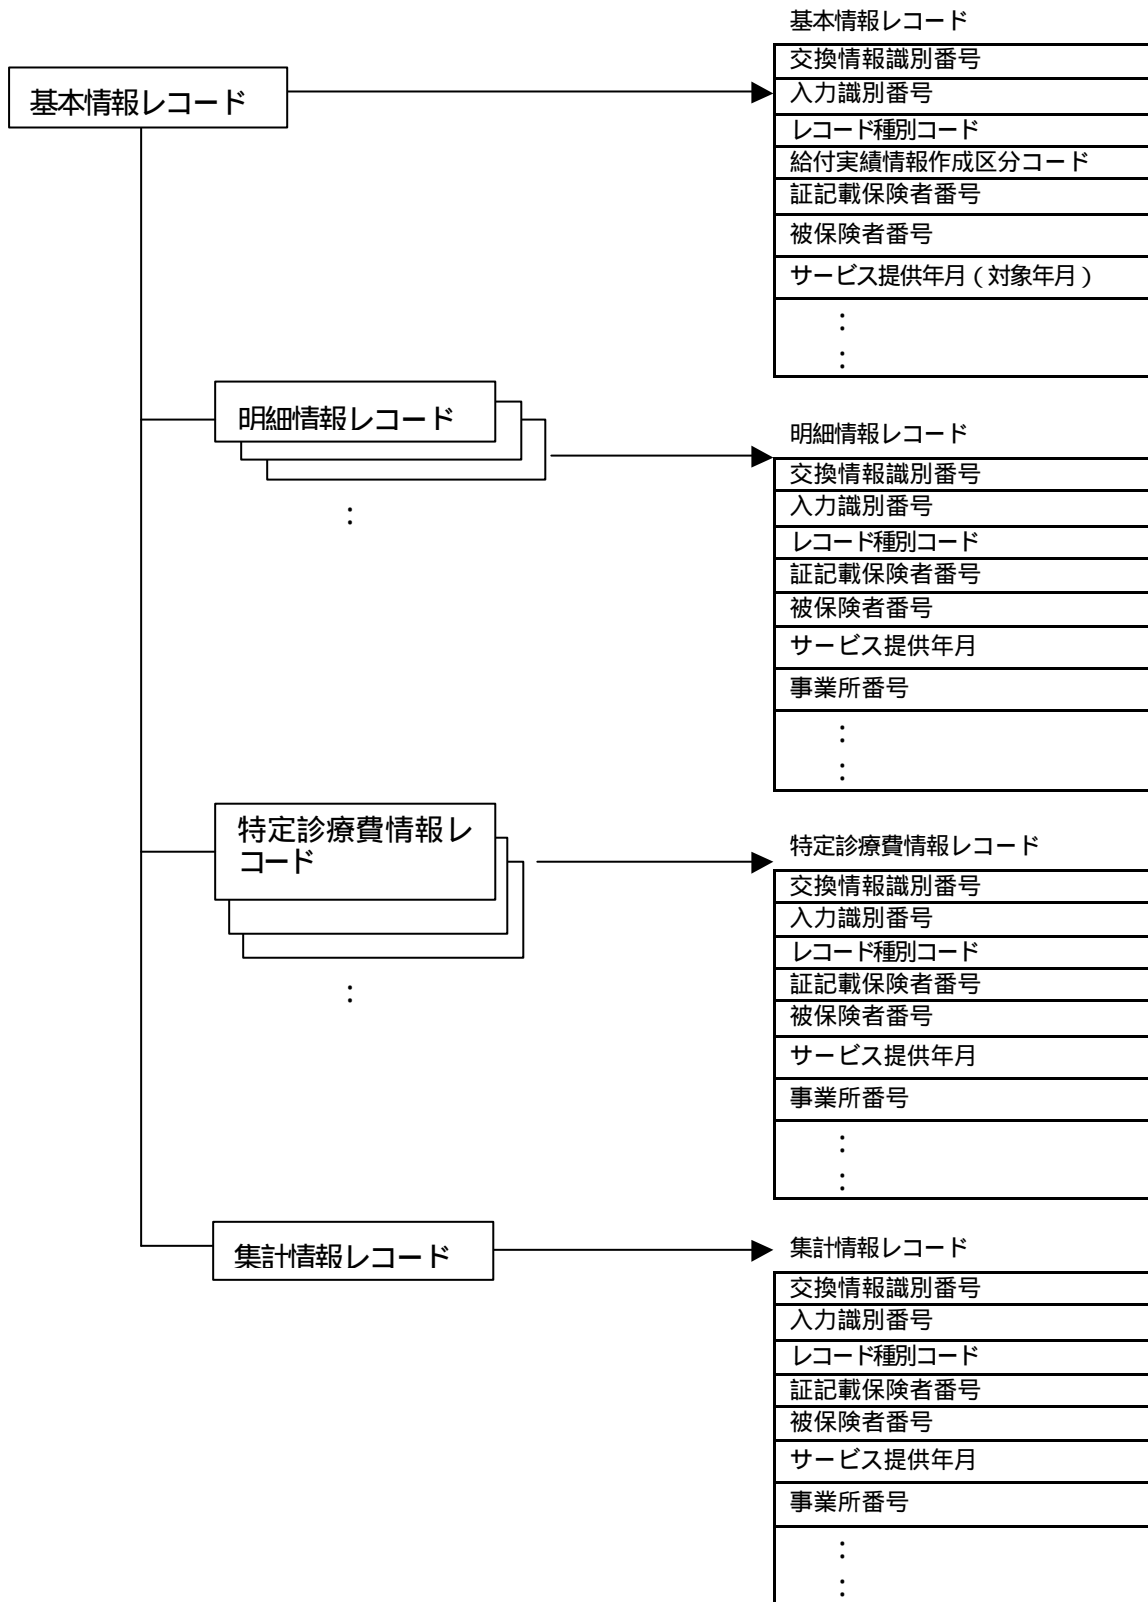 基本情報レコード
基本情報レコード
交換情報識別番号
入力識別番号
レコード種別コード
給付実績情報作成区分コード
証記載保険者番号
被保険者番号
サービス提供年月(対象年月)
:
:
明細情報レコード
:
明細情報レコード
交換情報識別番号
入力識別番号
レコード種別コード
証記載保険者番号
被保険者番号
サービス提供年月
事業所番号
:
:
特定診療費情報レ
コード
:
特定診療費情報レコード
交換情報識別番号
入力識別番号
レコード種別コード
証記載保険者番号
被保険者番号
サービス提供年月
事業所番号
:
:
集計情報レコード
集計情報レコード
交換情報識別番号
入力識別番号
レコード種別コード
証記載保険者番号
被保険者番号
サービス提供年月
事業所番号
:
: